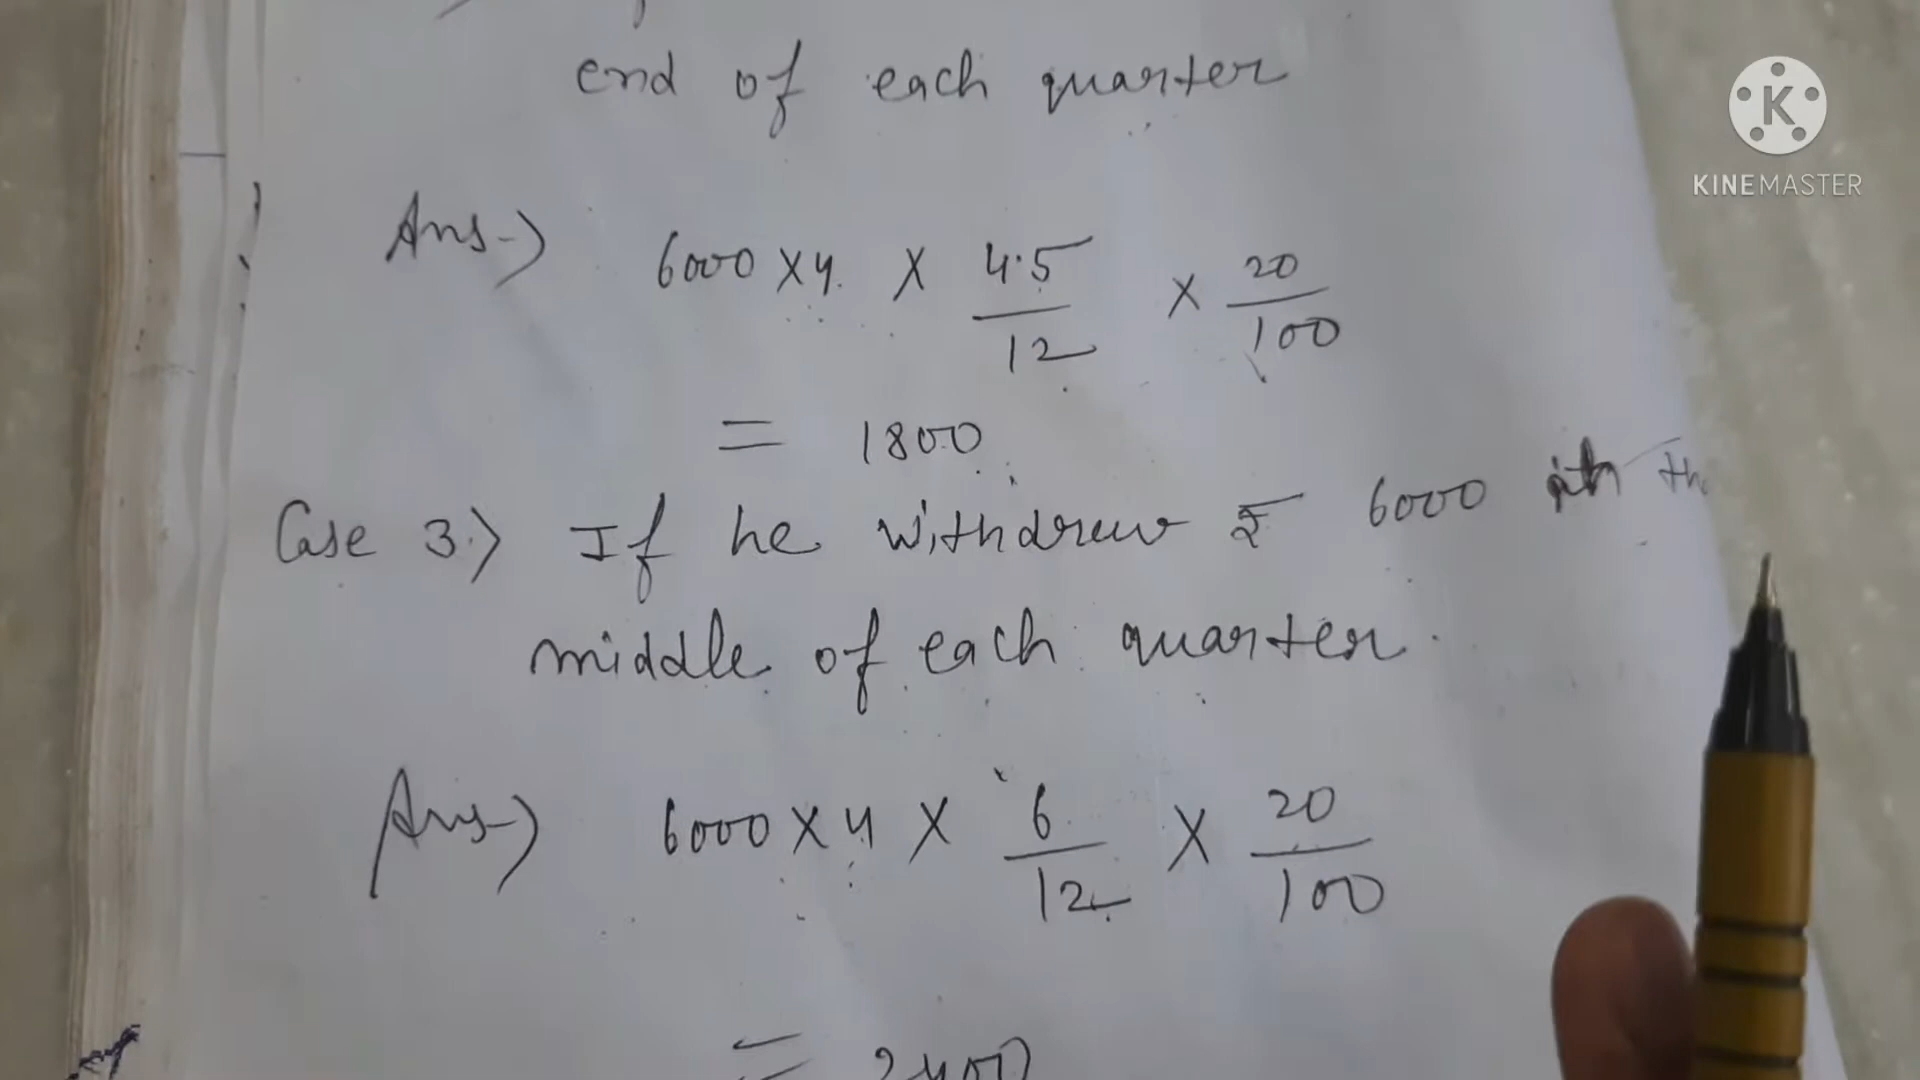 end of each quarter
Ans→ 6000 × 4 × 4.5/12 × 20/100
= 1800
Case 3.) If he withdrew ₹ 6000 in the
middle of each quarter.
Ans→ 6000 × 4 × 6/12 × 20/100
= 2400
K
KINEMASTER